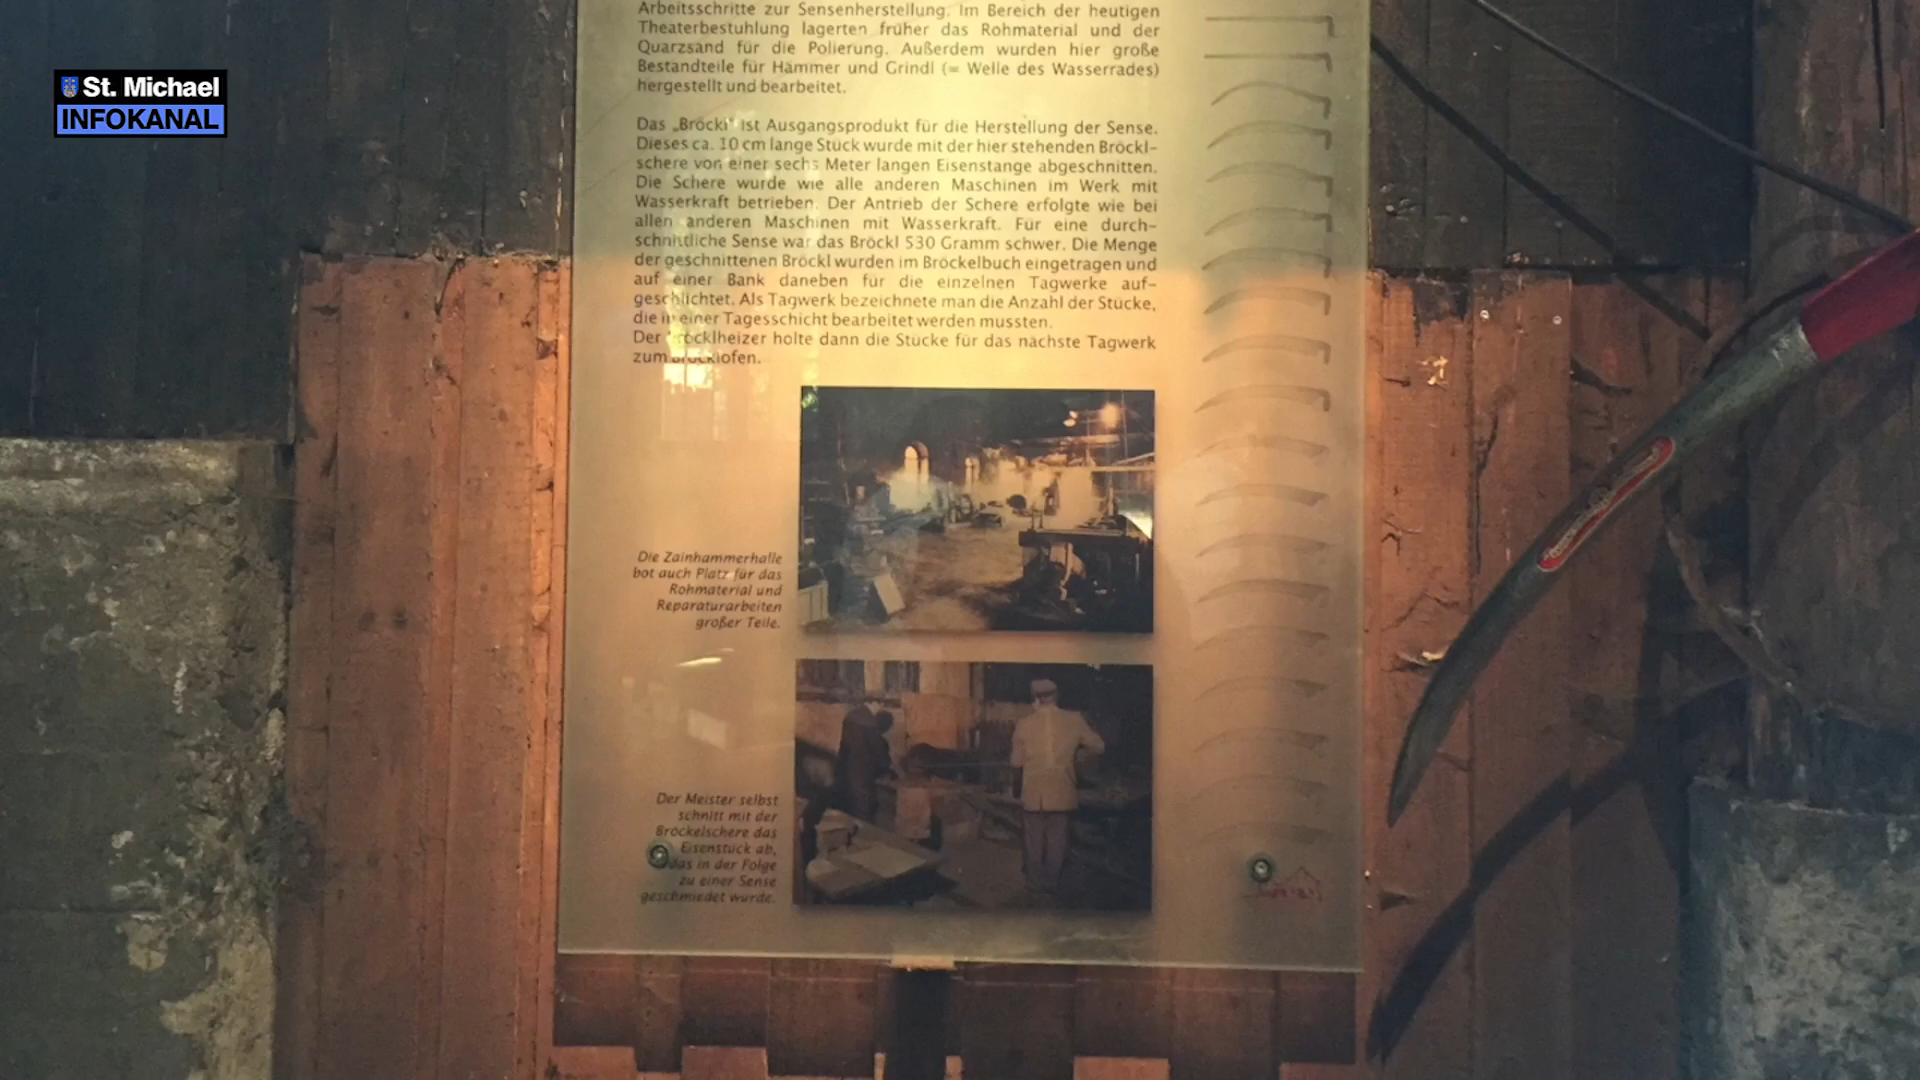 St. Michael
INFOKANAL
Arbeitsschritte zur Sensenherstellung. Im Bereich der heutigen
Theaterbestuhlung lagerten früher das Rohmaterial und der
Quarzsand für die Polierung. Außerdem wurden hier große
Bestandteile für Hämmer und Grindl (= Welle des Wasserrades)
hergestellt und bearbeitet.
Das „Bröckl“ ist Ausgangsprodukt für die Herstellung der Sense.
Dieses ca. 10 cm lange Stück wurde mit der hier stehenden Bröckl-
schere von einer sechs Meter langen Eisenstange abgeschnitten.
Die Schere wurde wie alle anderen Maschinen im Werk mit
Wasserkraft betrieben. Der Antrieb der Schere erfolgte wie bei
allen anderen Maschinen mit Wasserkraft. Für eine durch-
schnittliche Sense war das Bröckl 530 Gramm schwer. Die Menge
der geschnittenen Bröckl wurden im Bröckelbuch eingetragen und
auf einer Bank daneben für die einzelnen Tagwerke auf-
geschlichtet. Als Tagwerk bezeichnete man die Anzahl der Stücke,
die in einer Tagesschicht bearbeitet werden mussten.
Der Bröcklheizer holte dann die Stücke für das nächste Tagwerk
zum Bröcklofen.
Die Zainhammerhalle
bot auch Platz für das
Rohmaterial und
Reparaturarbeiten
großer Teile.
Der Meister selbst
schnitt mit der
Bröckelschere das
Eisenstück ab,
das in der Folge
zu einer Sense
geschmiedet wurde.